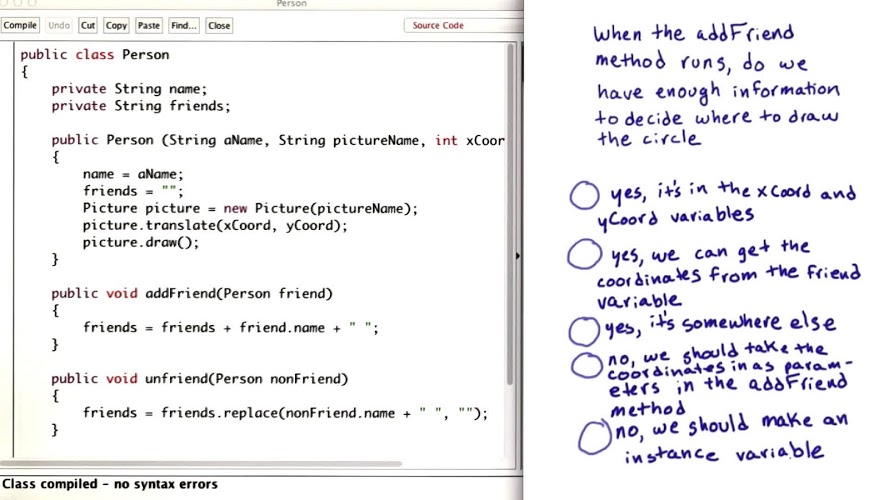 Person
Compile Undo Cut Copy Paste Find... Close Source Code
public class Person
{
private String name;
private String friends;
public Person (String aName, String pictureName, int xCoor
{
name = aName;
friends = "";
Picture picture = new Picture(pictureName);
picture.translate(xCoord, yCoord);
picture.draw();
}
public void addFriend(Person friend)
{
friends = friends + friend.name + " ";
}
public void unfriend(Person nonFriend)
{
friends = friends.replace(nonFriend.name + " ", "");
}
Class compiled - no syntax errors
When the addFriend
method runs, do we
have enough information
to decide where to draw
the circle
yes, it's in the xCoord and
yCoord variables
yes, we can get the
coordinates from the friend
variable
yes, it's somewhere else
no, we should take the
coordinates in as param-
eters in the addFriend
method
no, we should make an
instance variable